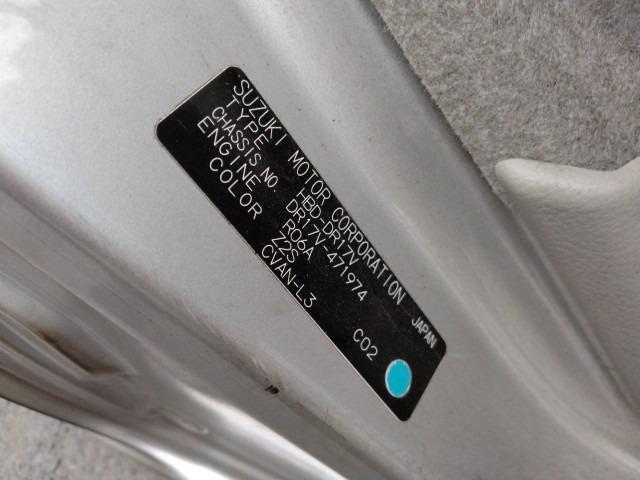 SUZUKI MOTOR CORPORATION JAPAN
TYPE HBD-DR17V
CHASSIS NO. DR17V-471974
ENGINE R06A
COLOR Z2S
CVAN-L3 C02